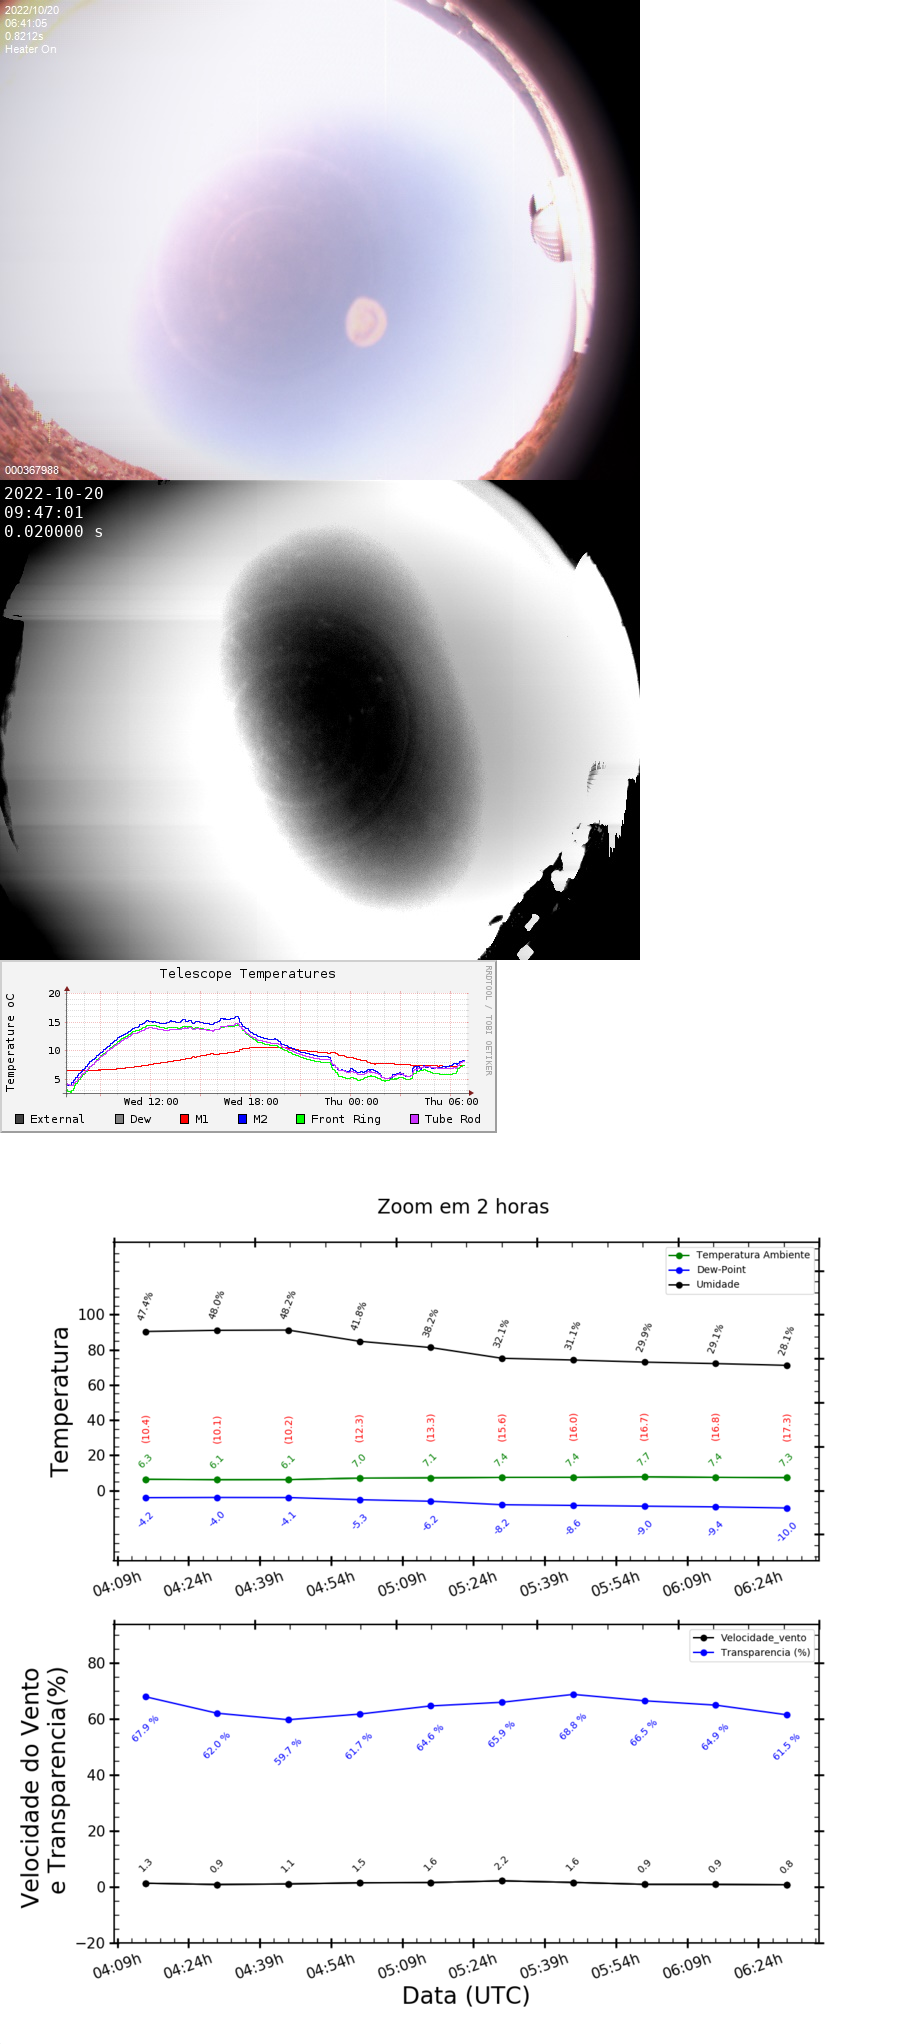 2022/10/20
06:41:05
0.8212s
Heater On
000367988
2022-10-20
09:47:01
0.020000 s
Telescope Temperatures
RRDTOOL / TOBI OETIKER
Temperature oC
20
15
10
5
Wed 12:00 Wed 18:00 Thu 00:00 Thu 06:00
External Dew M1 M2 Front Ring Tube Rod
Zoom em 2 horas
Temperatura Ambiente
Dew-Point
Umidade
Temperatura
100
80
60
40
20
0
47.4% 48.0% 48.2% 41.8% 38.2% 32.1% 31.1% 29.9% 29.1% 28.1%
(10.4) (10.1) (10.2) (12.3) (13.3) (15.6) (16.0) (16.7) (16.8) (17.3)
6.3 6.1 6.1 7.0 7.1 7.4 7.4 7.7 7.4 7.3
-4.2 -4.0 -4.1 -5.3 -6.2 -8.2 -8.6 -9.0 -9.4 -10.0
04:09h 04:24h 04:39h 04:54h 05:09h 05:24h 05:39h 05:54h 06:09h 06:24h
Velocidade_vento
Transparencia (%)
Velocidade do Vento
e Transparencia(%)
80
60
40
20
0
−20
67.9 % 62.0 % 59.7 % 61.7 % 64.6 % 65.9 % 68.8 % 66.5 % 64.9 % 61.5 %
1.3 0.9 1.1 1.5 1.6 2.2 1.6 0.9 0.9 0.8
04:09h 04:24h 04:39h 04:54h 05:09h 05:24h 05:39h 05:54h 06:09h 06:24h
Data (UTC)